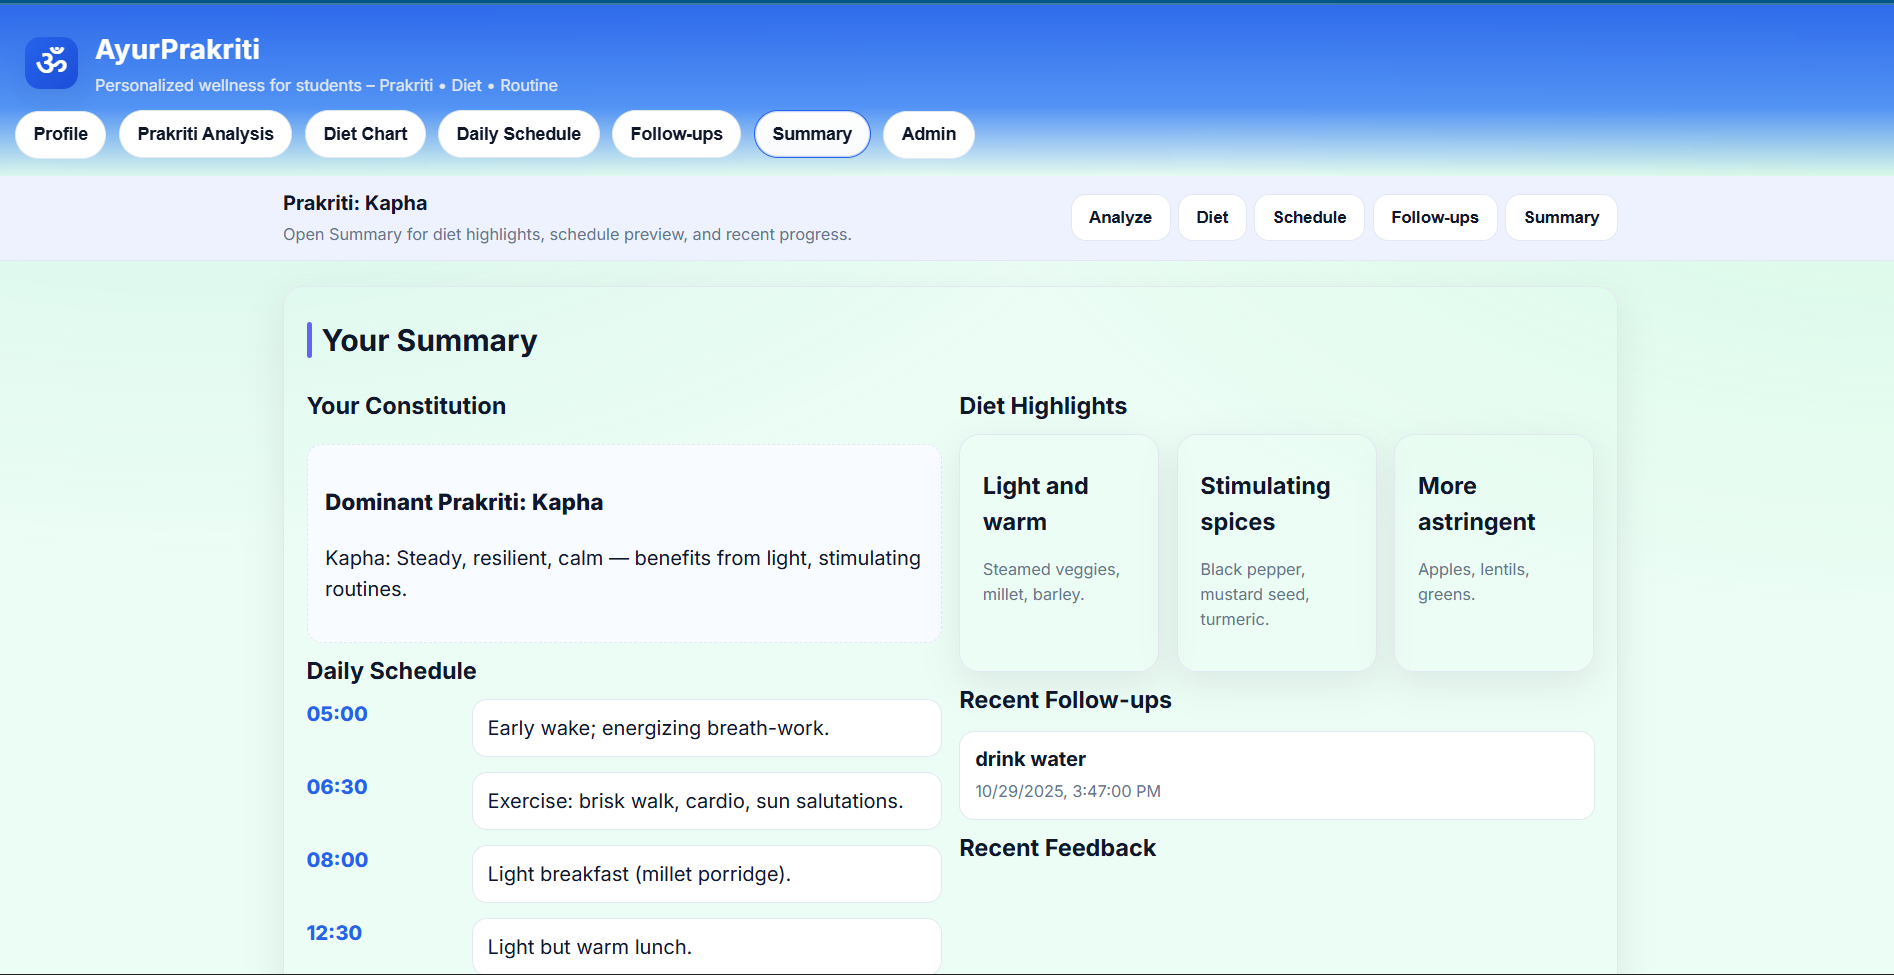 ॐ
AyurPrakriti
Personalized wellness for students – Prakriti • Diet • Routine
Profile
Prakriti Analysis
Diet Chart
Daily Schedule
Follow-ups
Summary
Admin
Prakriti: Kapha
Open Summary for diet highlights, schedule preview, and recent progress.
Analyze
Diet
Schedule
Follow-ups
Summary
Your Summary
Your Constitution
Dominant Prakriti: Kapha
Kapha: Steady, resilient, calm — benefits from light, stimulating
routines.
Daily Schedule
05:00
Early wake; energizing breath-work.
06:30
Exercise: brisk walk, cardio, sun salutations.
08:00
Light breakfast (millet porridge).
12:30
Light but warm lunch.
Diet Highlights
Light and
warm
Steamed veggies,
millet, barley.
Stimulating
spices
Black pepper,
mustard seed,
turmeric.
More
astringent
Apples, lentils,
greens.
Recent Follow-ups
drink water
10/29/2025, 3:47:00 PM
Recent Feedback